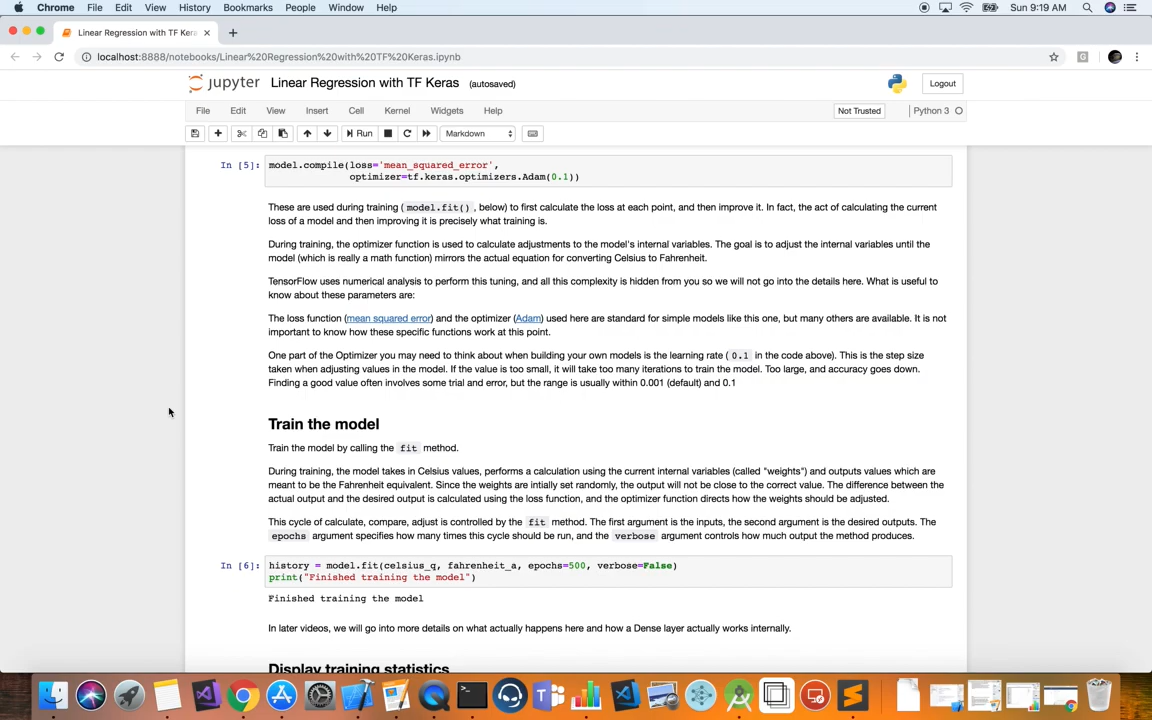 Chrome File Edit View History Bookmarks People Window Help Sun 9:19 AM
Linear Regression with TF Kera
localhost:8888/notebooks/Linear%20Regression%20with%20TF%20Keras.ipynb
jupyter Linear Regression with TF Keras (autosaved) Logout
File Edit View Insert Cell Kernel Widgets Help Not Trusted Python 3
Run Markdown
In [5]: model.compile(loss='mean_squared_error',
optimizer=tf.keras.optimizers.Adam(0.1))
These are used during training ( model.fit() , below) to first calculate the loss at each point, and then improve it. In fact, the act of calculating the current
loss of a model and then improving it is precisely what training is.
During training, the optimizer function is used to calculate adjustments to the model's internal variables. The goal is to adjust the internal variables until the
model (which is really a math function) mirrors the actual equation for converting Celsius to Fahrenheit.
TensorFlow uses numerical analysis to perform this tuning, and all this complexity is hidden from you so we will not go into the details here. What is useful to
know about these parameters are:
The loss function (mean squared error) and the optimizer (Adam) used here are standard for simple models like this one, but many others are available. It is not
important to know how these specific functions work at this point.
One part of the Optimizer you may need to think about when building your own models is the learning rate ( 0.1 in the code above). This is the step size
taken when adjusting values in the model. If the value is too small, it will take too many iterations to train the model. Too large, and accuracy goes down.
Finding a good value often involves some trial and error, but the range is usually within 0.001 (default) and 0.1
Train the model
Train the model by calling the fit method.
During training, the model takes in Celsius values, performs a calculation using the current internal variables (called "weights") and outputs values which are
meant to be the Fahrenheit equivalent. Since the weights are intially set randomly, the output will not be close to the correct value. The difference between the
actual output and the desired output is calculated using the loss function, and the optimizer function directs how the weights should be adjusted.
This cycle of calculate, compare, adjust is controlled by the fit method. The first argument is the inputs, the second argument is the desired outputs. The
epochs argument specifies how many times this cycle should be run, and the verbose argument controls how much output the method produces.
In [6]: history = model.fit(celsius_q, fahrenheit_a, epochs=500, verbose=False)
print("Finished training the model")
Finished training the model
In later videos, we will go into more details on what actually happens here and how a Dense layer actually works internally.
Display training statistics